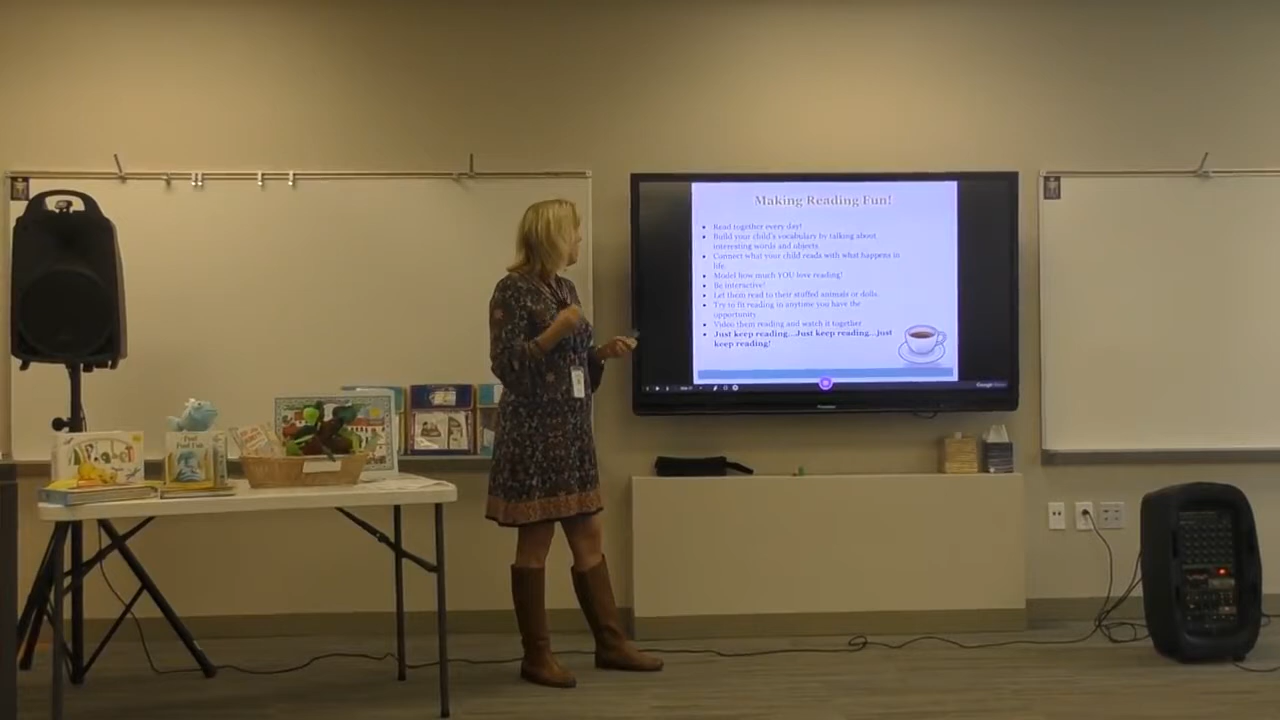 Making Reading Fun!
• Read together every day!
• Build your child's vocabulary by talking about
interesting words and objects
• Connect what your child reads with what happens in
life.
• Model how much YOU love reading!
• Be interactive!
• Let them read to their stuffed animals or dolls.
• Try to fit reading in anytime you have the
opportunity
• Video them reading and watch it together
• Just keep reading...Just keep reading...just
keep reading!